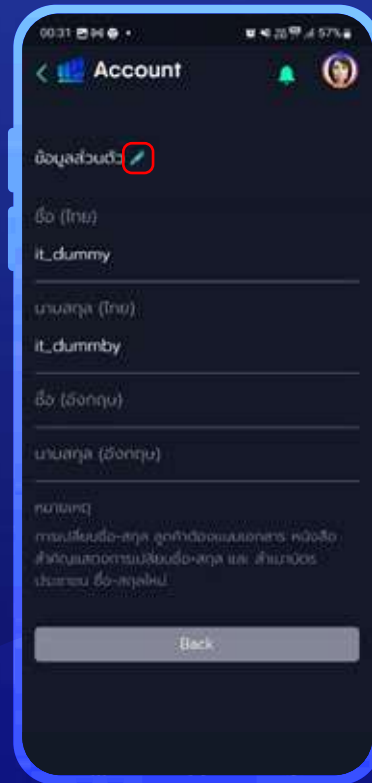 00:31
57%
Account
ข้อมูลส่วนตัว
ชื่อ (ไทย)
it_dummy
นามสกุล (ไทย)
it_dummby
ชื่อ (อังกฤษ)
นามสกุล (อังกฤษ)
หมายเหตุ
การเปลี่ยนชื่อ-สกุล ลูกค้าต้องแนบเอกสาร หนังสือ
สำคัญแสดงการเปลี่ยนชื่อ-สกุล และ สำเนาบัตร
ประชาชน ชื่อ-สกุลใหม่
Back